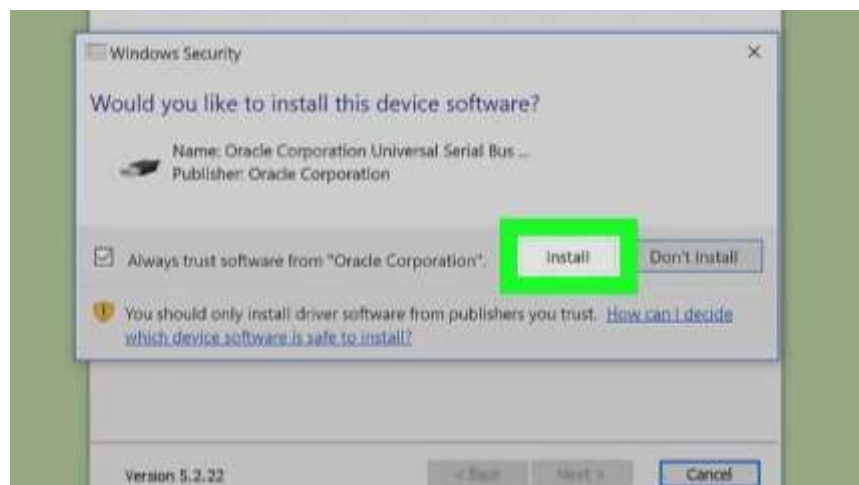 Windows Security
Would you like to install this device software?
Name: Oracle Corporation Universal Serial Bus ...
Publisher: Oracle Corporation
Always trust software from "Oracle Corporation".
Install
Don't Install
You should only install driver software from publishers you trust. How can I decide
which device software is safe to install?
Version 5.2.22
< Back
Next >
Cancel